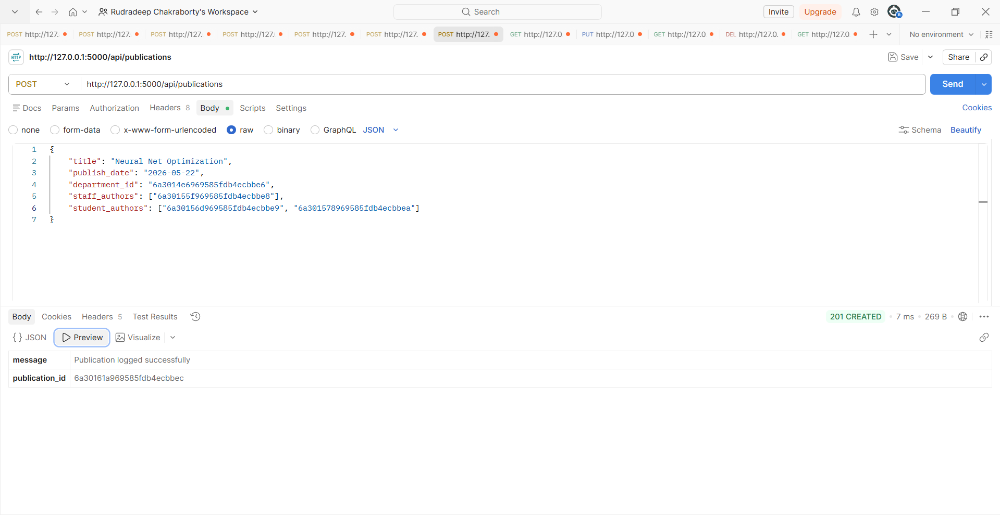 Rudradeep Chakraborty's Workspace
Search
Invite
Upgrade
POST http://127.
POST http://127.
POST http://127.
POST http://127.
POST http://127.
POST http://127.
POST http://127.
GET http://127.0
PUT http://127.0
GET http://127.0
DEL http://127.0.
GET http://127.0
No environment
HTTP http://127.0.0.1:5000/api/publications
Save
Share
POST
http://127.0.0.1:5000/api/publications
Send
Docs
Params
Authorization
Headers 8
Body
Scripts
Settings
Cookies
none
form-data
x-www-form-urlencoded
raw
binary
GraphQL
JSON
Schema
Beautify
1 {
2 "title": "Neural Net Optimization",
3 "publish_date": "2026-05-22",
4 "department_id": "6a3014e6969585fdb4ecbbe6",
5 "staff_authors": ["6a30155f969585fdb4ecbbe8"],
6 "student_authors": ["6a30156d969585fdb4ecbbe9", "6a301578969585fdb4ecbbea"]
7 }
Body
Cookies
Headers 5
Test Results
201 CREATED
7 ms
269 B
{} JSON
Preview
Visualize
message Publication logged successfully
publication_id 6a30161a969585fdb4ecbbec